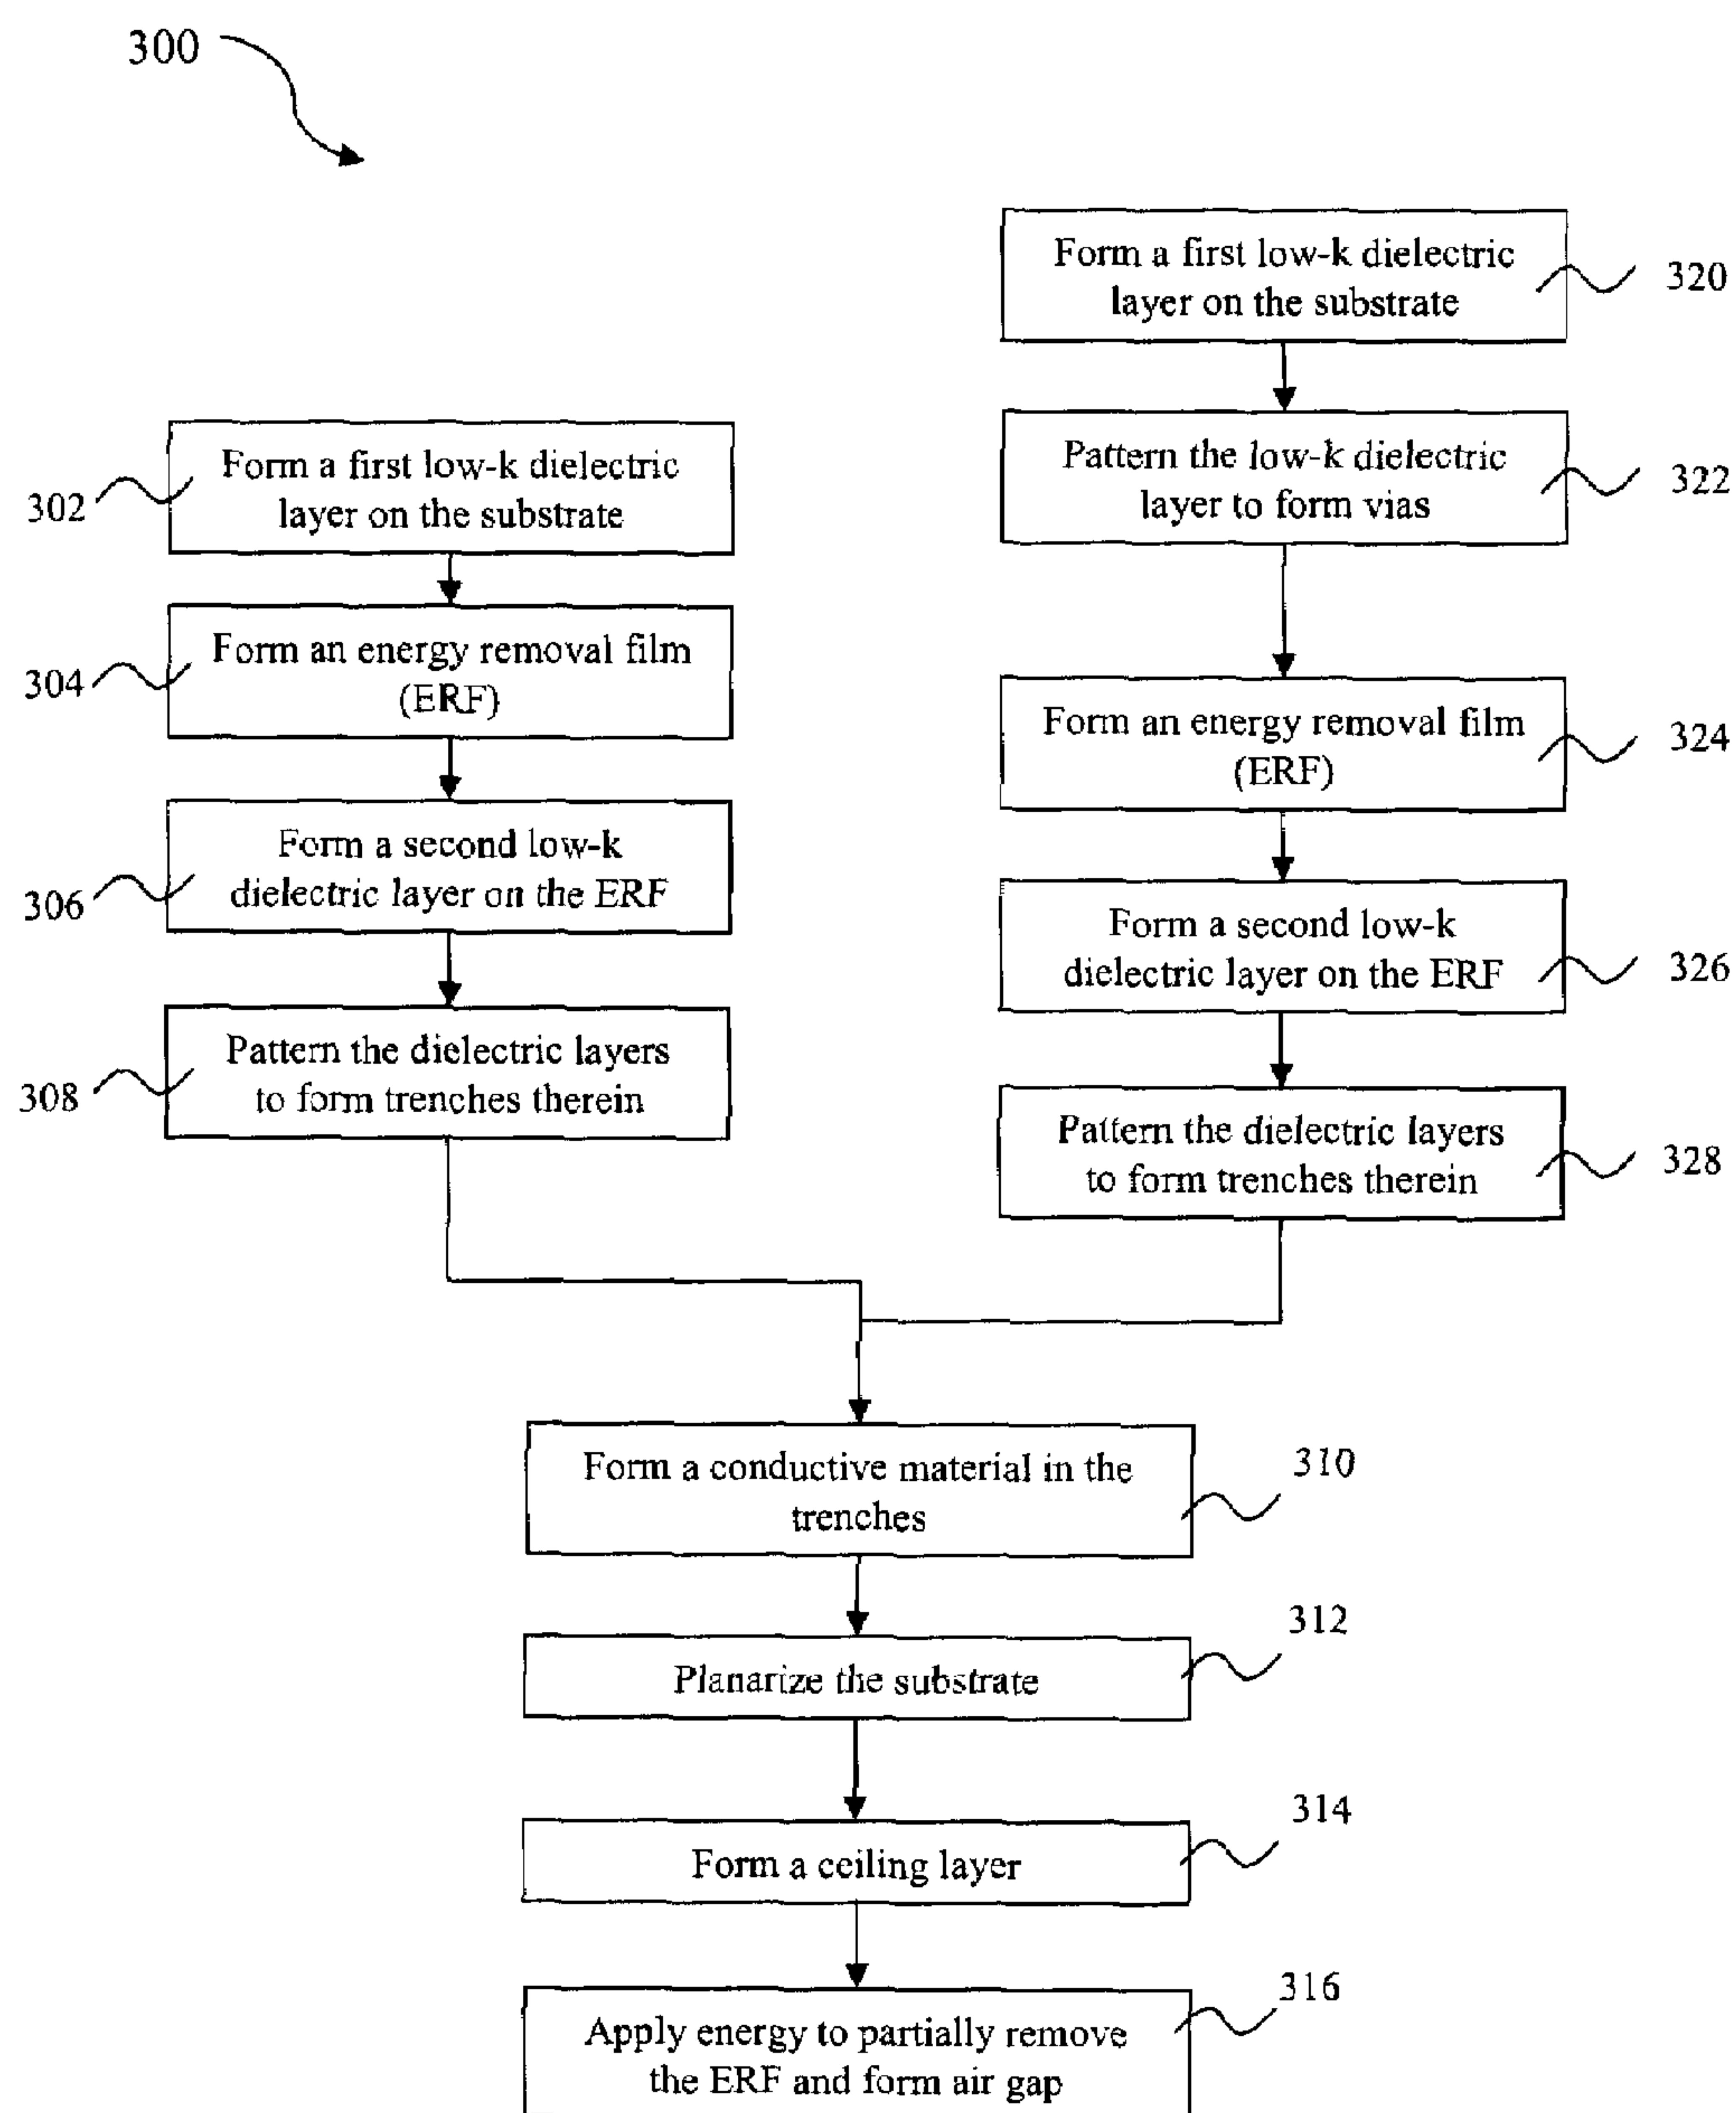 300
Form a first low-k dielectric
layer on the substrate
302
Form an energy removal film
(ERF)
304
Form a second low-k
dielectric layer on the ERF
306
Pattern the dielectric layers
to form trenches therein
308
Form a first low-k dielectric
layer on the substrate
320
Pattern the low-k dielectric
layer to form vias
322
Form an energy removal film
(ERF)
324
Form a second low-k
dielectric layer on the ERF
326
Pattern the dielectric layers
to form trenches therein
328
Form a conductive material in the
trenches
310
Planarize the substrate
312
Form a ceiling layer
314
Apply energy to partially remove
the ERF and form air gap
316